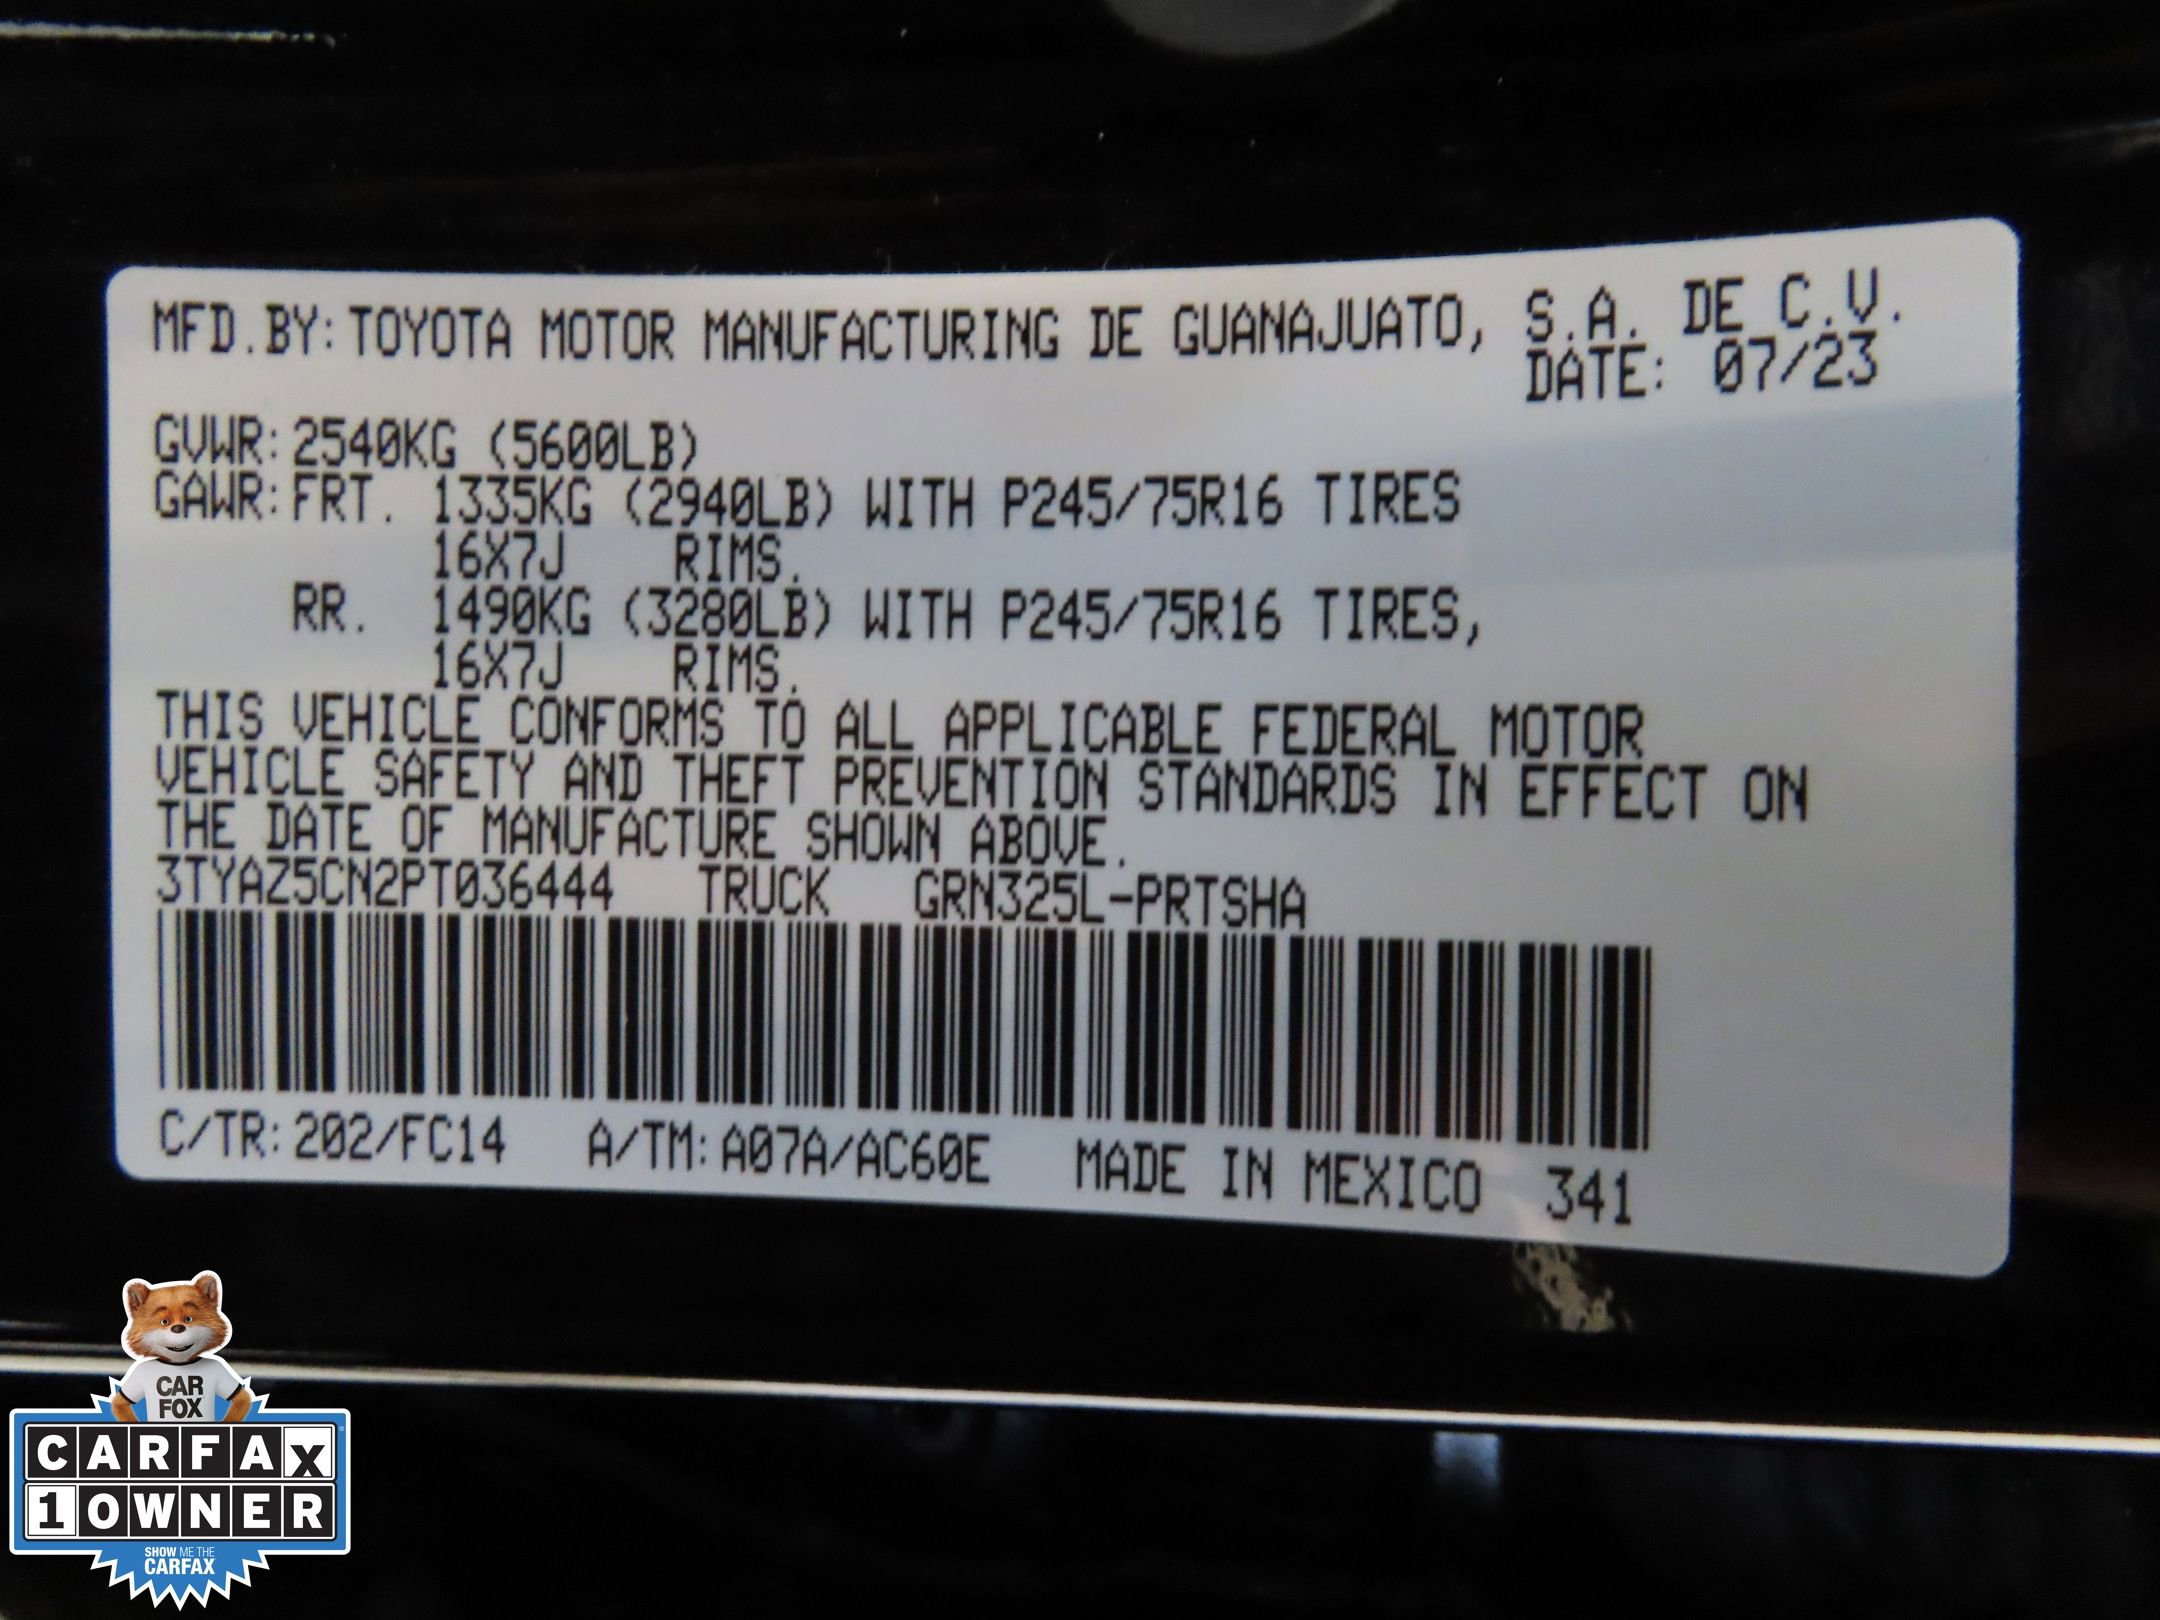 MFD.BY: TOYOTA MOTOR MANUFACTURING DE GUANAJUATO, S.A. DE C.V.
DATE: 07/23
GVWR: 2540KG (5600LB)
GAWR: FRT. 1335KG (2940LB) WITH P245/75R16 TIRES
16X7J RIMS.
RR. 1490KG (3280LB) WITH P245/75R16 TIRES,
16X7J RIMS.
THIS VEHICLE CONFORMS TO ALL APPLICABLE FEDERAL MOTOR
VEHICLE SAFETY AND THEFT PREVENTION STANDARDS IN EFFECT ON
THE DATE OF MANUFACTURE SHOWN ABOVE.
3TYAZ5CN2PT036444 TRUCK GRN325L-PRTSHA
C/TR: 202/FC14 A/TM: A07A/AC60E MADE IN MEXICO 341
CAR
FOX
CARFAX
1 OWNER
SHOW ME THE
CARFAX